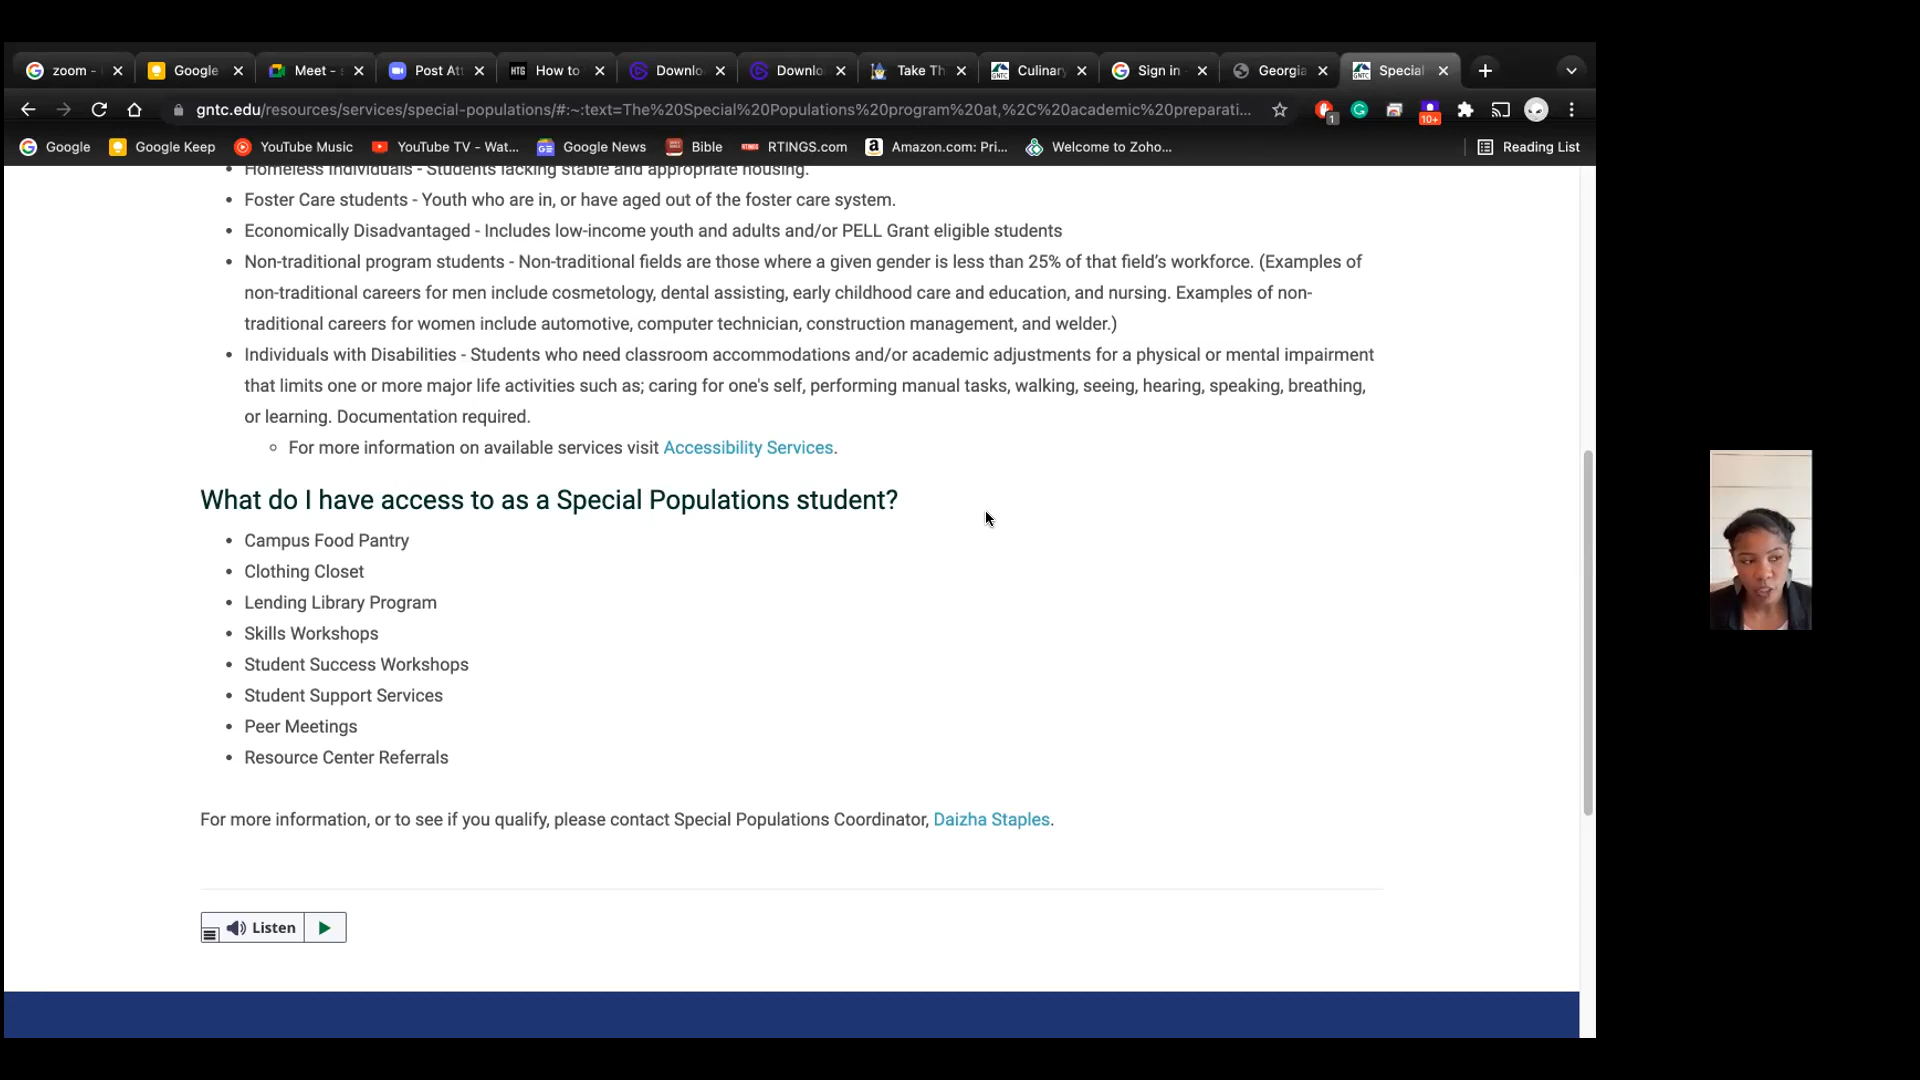 zoom -
Google
Meet -
Post Att
How to
Downlo
Downlo
Take Th
Culinary
Sign in
Georgia
Special
gntc.edu/resources/services/special-populations/#:~:text=The%20Special%20Populations%20program%20at,%2C%20academic%20preparati...
1
10+
Google
Google Keep
YouTube Music
YouTube TV - Wat...
Google News
Bible
RTINGS.com
Amazon.com: Pri...
Welcome to Zoho...
Reading List
• Homeless Individuals - Students lacking stable and appropriate housing.
• Foster Care students - Youth who are in, or have aged out of the foster care system.
• Economically Disadvantaged - Includes low-income youth and adults and/or PELL Grant eligible students
• Non-traditional program students - Non-traditional fields are those where a given gender is less than 25% of that field's workforce. (Examples of
non-traditional careers for men include cosmetology, dental assisting, early childhood care and education, and nursing. Examples of non-
traditional careers for women include automotive, computer technician, construction management, and welder.)
• Individuals with Disabilities - Students who need classroom accommodations and/or academic adjustments for a physical or mental impairment
that limits one or more major life activities such as; caring for one's self, performing manual tasks, walking, seeing, hearing, speaking, breathing,
or learning. Documentation required.
◦ For more information on available services visit Accessibility Services.
What do I have access to as a Special Populations student?
• Campus Food Pantry
• Clothing Closet
• Lending Library Program
• Skills Workshops
• Student Success Workshops
• Student Support Services
• Peer Meetings
• Resource Center Referrals
For more information, or to see if you qualify, please contact Special Populations Coordinator, Daizha Staples.
Listen